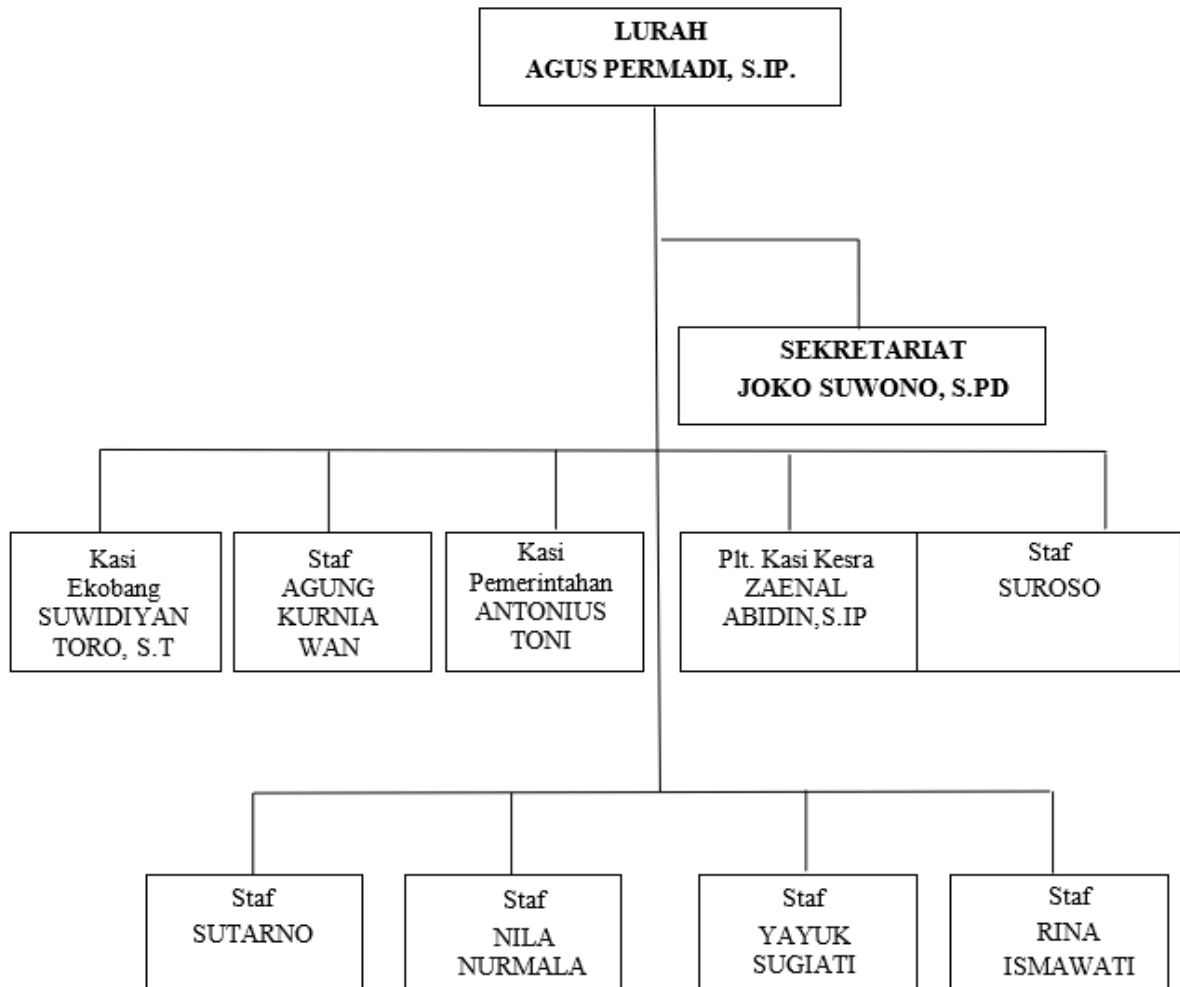 LURAH
AGUS PERMADI, S.IP.
SEKRETARIAT
JOKO SUWONO, S.PD
Kasi
Ekobang
SUWIDIYAN
TORO, S.T
Staf
AGUNG
KURNIA
WAN
Kasi
Pemerintahan
ANTONIUS
TONI
Plt. Kasi Kesra
ZAENAL
ABIDIN,S.IP
Staf
SUROSO
Staf
SUTARNO
Staf
NILA
NURMALA
Staf
YAYUK
SUGIATI
Staf
RINA
ISMAWATI